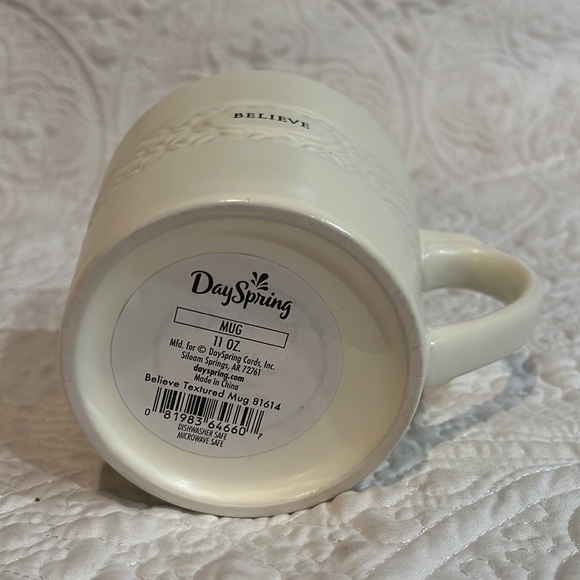 BELIEVE
DaySpring
MUG
11 OZ.
Mfd. for © DaySpring Cards, Inc.
Siloam Springs, AR 72761
dayspring.com
Made in China
Believe Textured Mug 81614
0 81983 64660 7
DISHWASHER SAFE
MICROWAVE SAFE